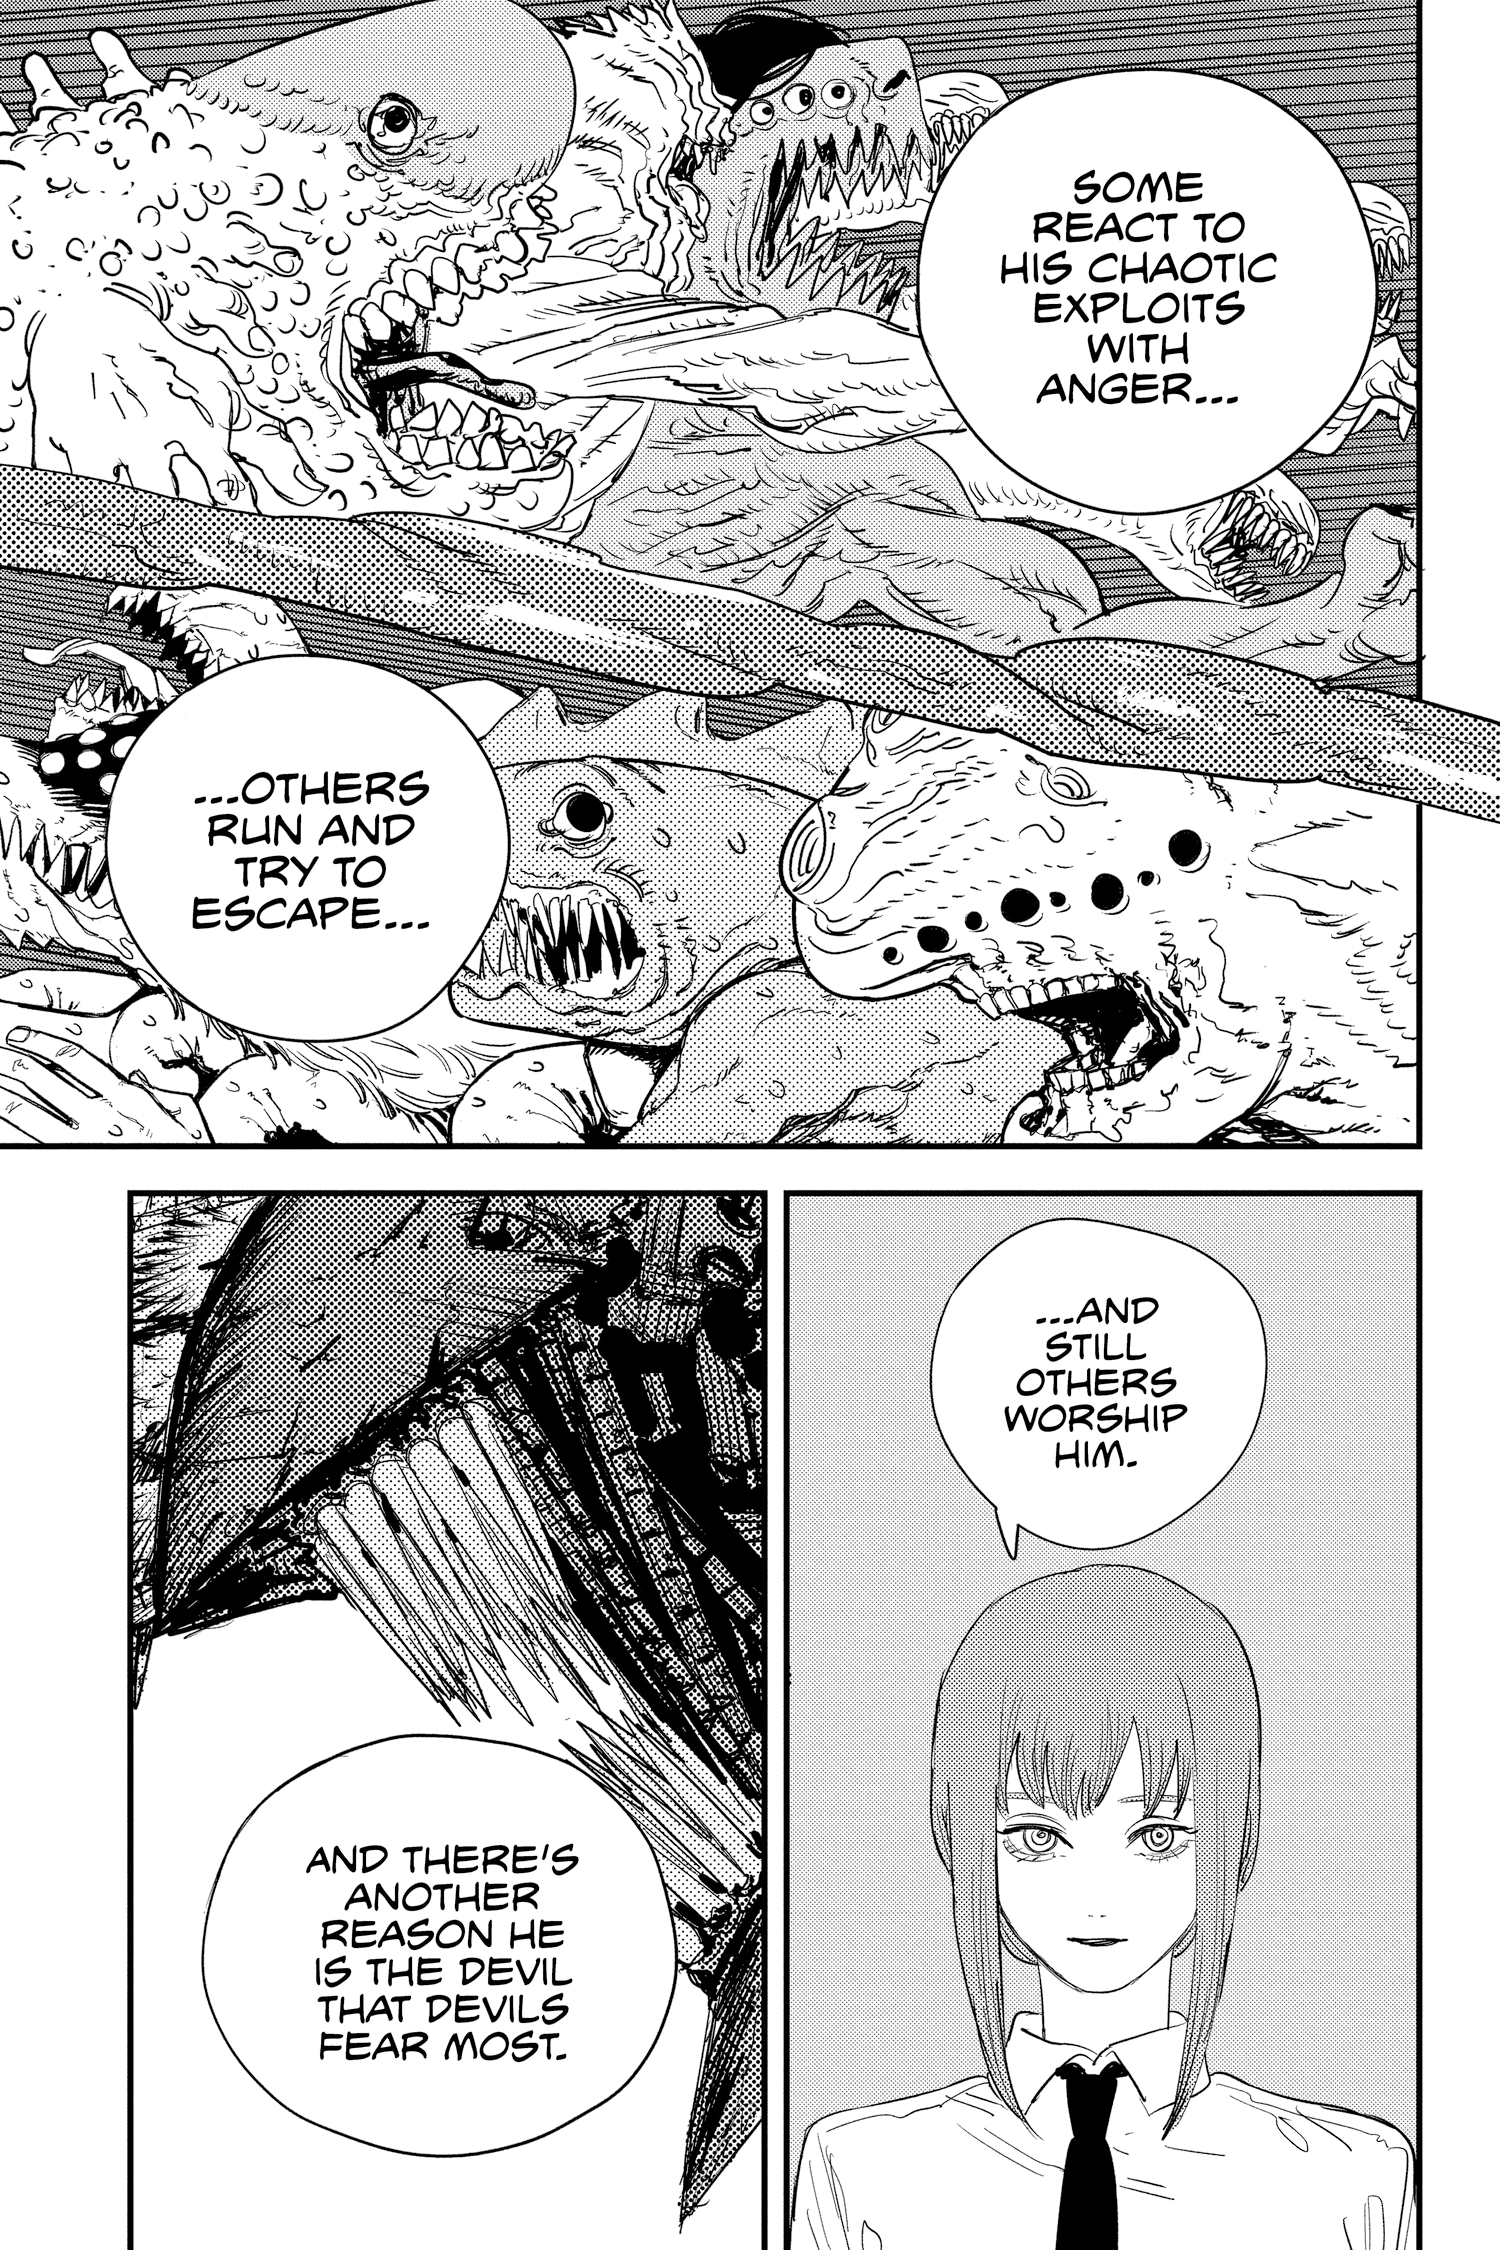 SOME
REACT TO
HIS CHAOTIC
EXPLOITS
WITH
ANGER...
...OTHERS
RUN AND
TRY TO
ESCAPE...
...AND
STILL
OTHERS
WORSHIP
HIM.
AND THERE'S
ANOTHER
REASON HE
IS THE DEVIL
THAT DEVILS
FEAR MOST.